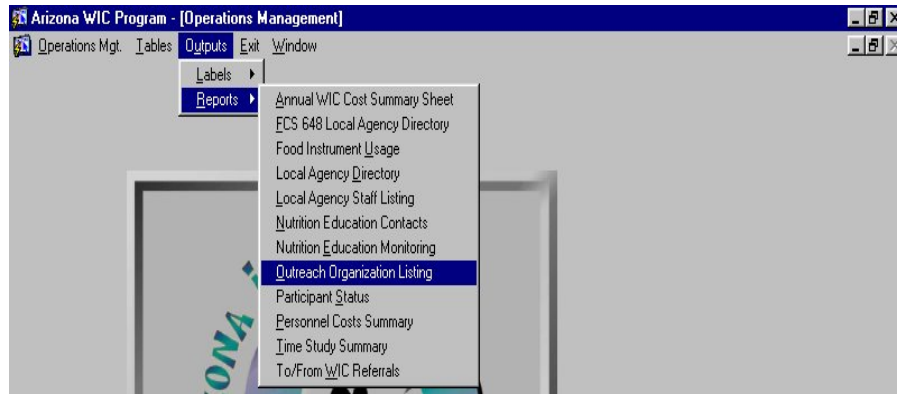 Arizona WIC Program - [Operations Management]
Operations Mgt. Tables Outputs Exit Window
Labels
Reports
Annual WIC Cost Summary Sheet
FCS 648 Local Agency Directory
Food Instrument Usage
Local Agency Directory
Local Agency Staff Listing
Nutrition Education Contacts
Nutrition Education Monitoring
Outreach Organization Listing
Participant Status
Personnel Costs Summary
Time Study Summary
To/From WIC Referrals
ONA